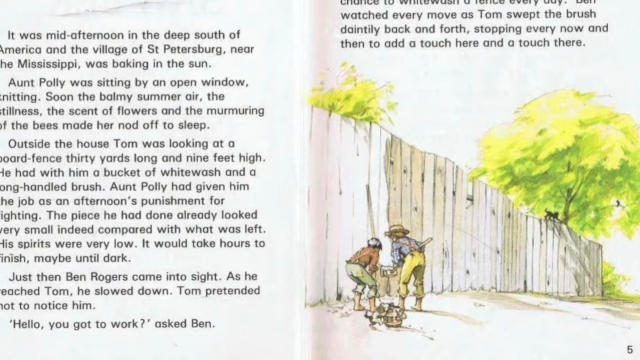 It was mid-afternoon in the deep south of
America and the village of St Petersburg, near
the Mississippi, was baking in the sun.
Aunt Polly was sitting by an open window,
knitting. Soon the balmy summer air, the
stillness, the scent of flowers and the murmuring
of the bees made her nod off to sleep.
Outside the house Tom was looking at a
board-fence thirty yards long and nine feet high.
He had with him a bucket of whitewash and a
long-handled brush. Aunt Polly had given him
the job as an afternoon's punishment for
fighting. The piece he had done already looked
very small indeed compared with what was left.
His spirits were very low. It would take hours to
finish, maybe until dark.
Just then Ben Rogers came into sight. As he
reached Tom, he slowed down. Tom pretended
not to notice him.
'Hello, you got to work?' asked Ben.
chance to whitewash a fence every day.' Ben
watched every move as Tom swept the brush
daintily back and forth, stopping every now and
then to add a touch here and a touch there.
5